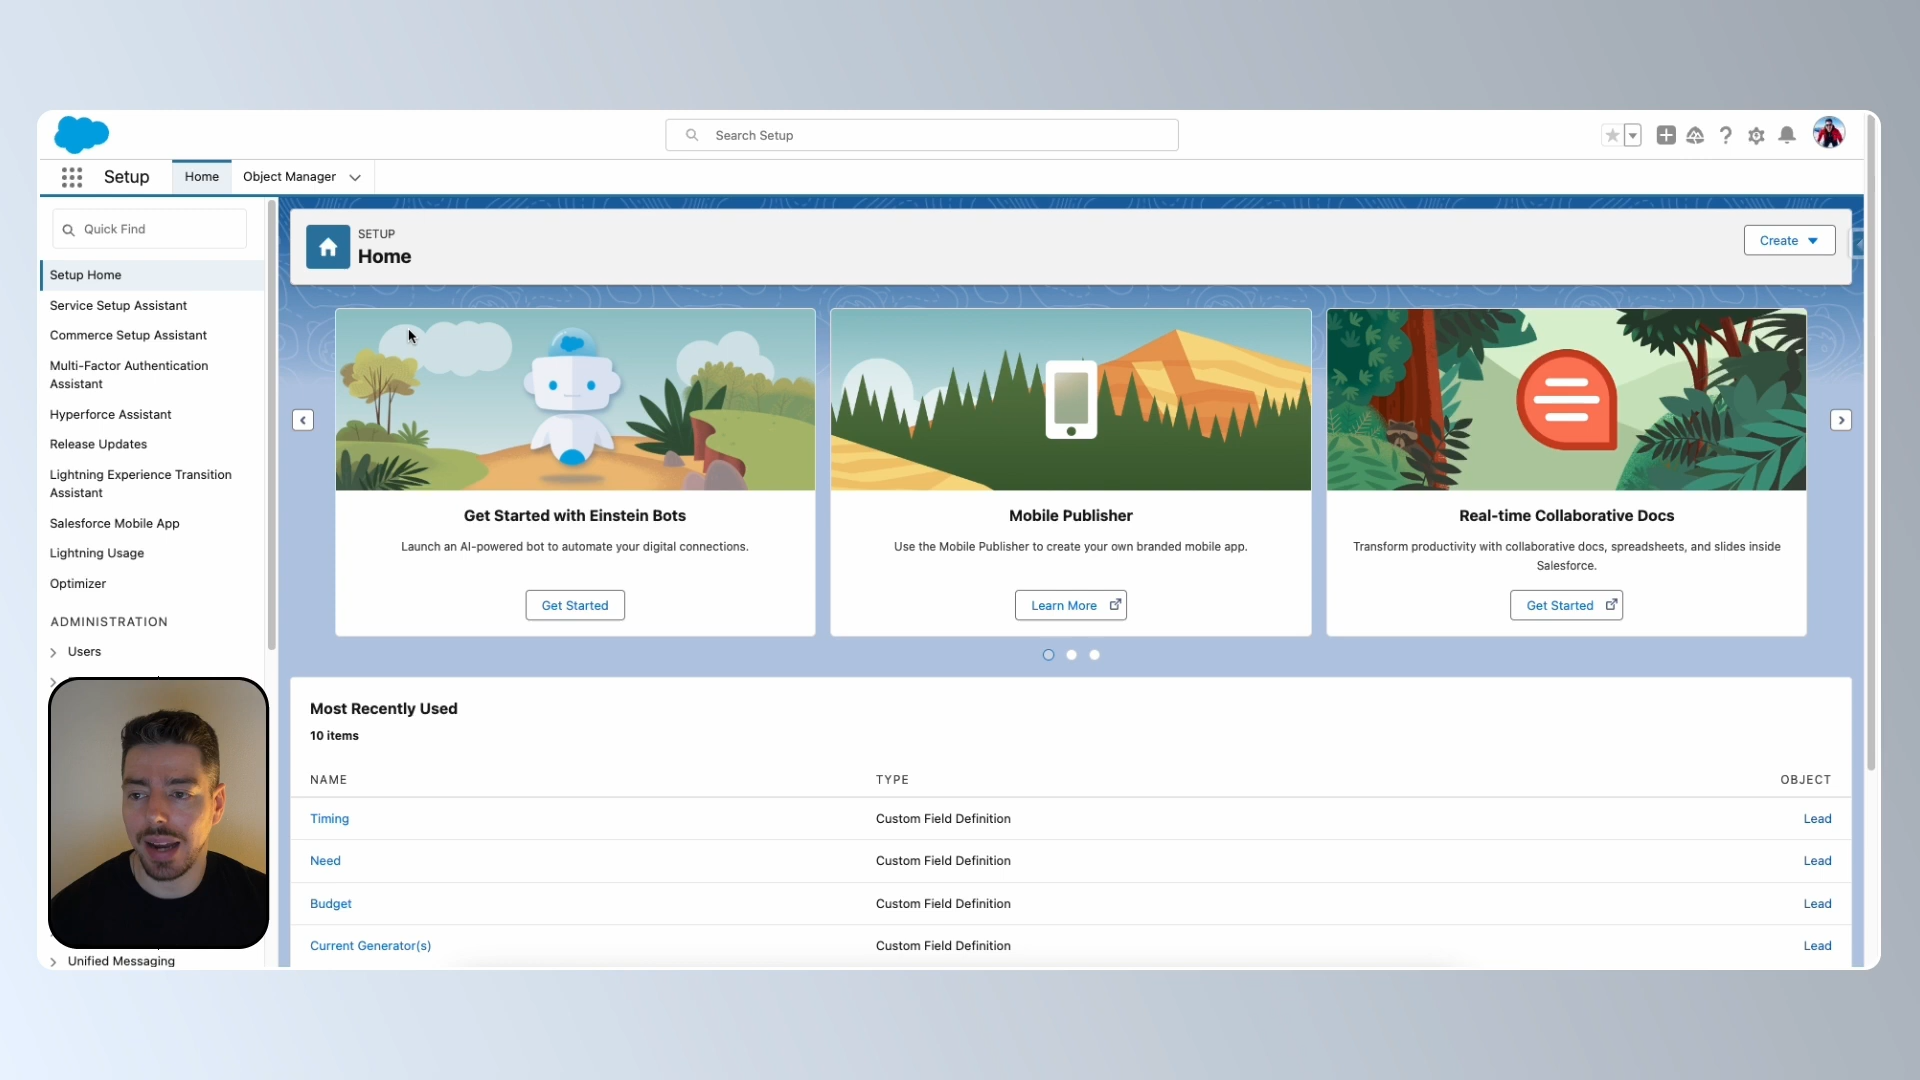 Search Setup
Setup
Home
Object Manager
Quick Find
Setup Home
Service Setup Assistant
Commerce Setup Assistant
Multi-Factor Authentication
Assistant
Hyperforce Assistant
Release Updates
Lightning Experience Transition
Assistant
Salesforce Mobile App
Lightning Usage
Optimizer
ADMINISTRATION
Users
Unified Messaging
SETUP
Home
Create
Get Started with Einstein Bots
Launch an AI-powered bot to automate your digital connections.
Get Started
Mobile Publisher
Use the Mobile Publisher to create your own branded mobile app.
Learn More
Real-time Collaborative Docs
Transform productivity with collaborative docs, spreadsheets, and slides inside
Salesforce.
Get Started
Most Recently Used
10 items
NAME TYPE OBJECT
Timing Custom Field Definition Lead
Need Custom Field Definition Lead
Budget Custom Field Definition Lead
Current Generator(s) Custom Field Definition Lead